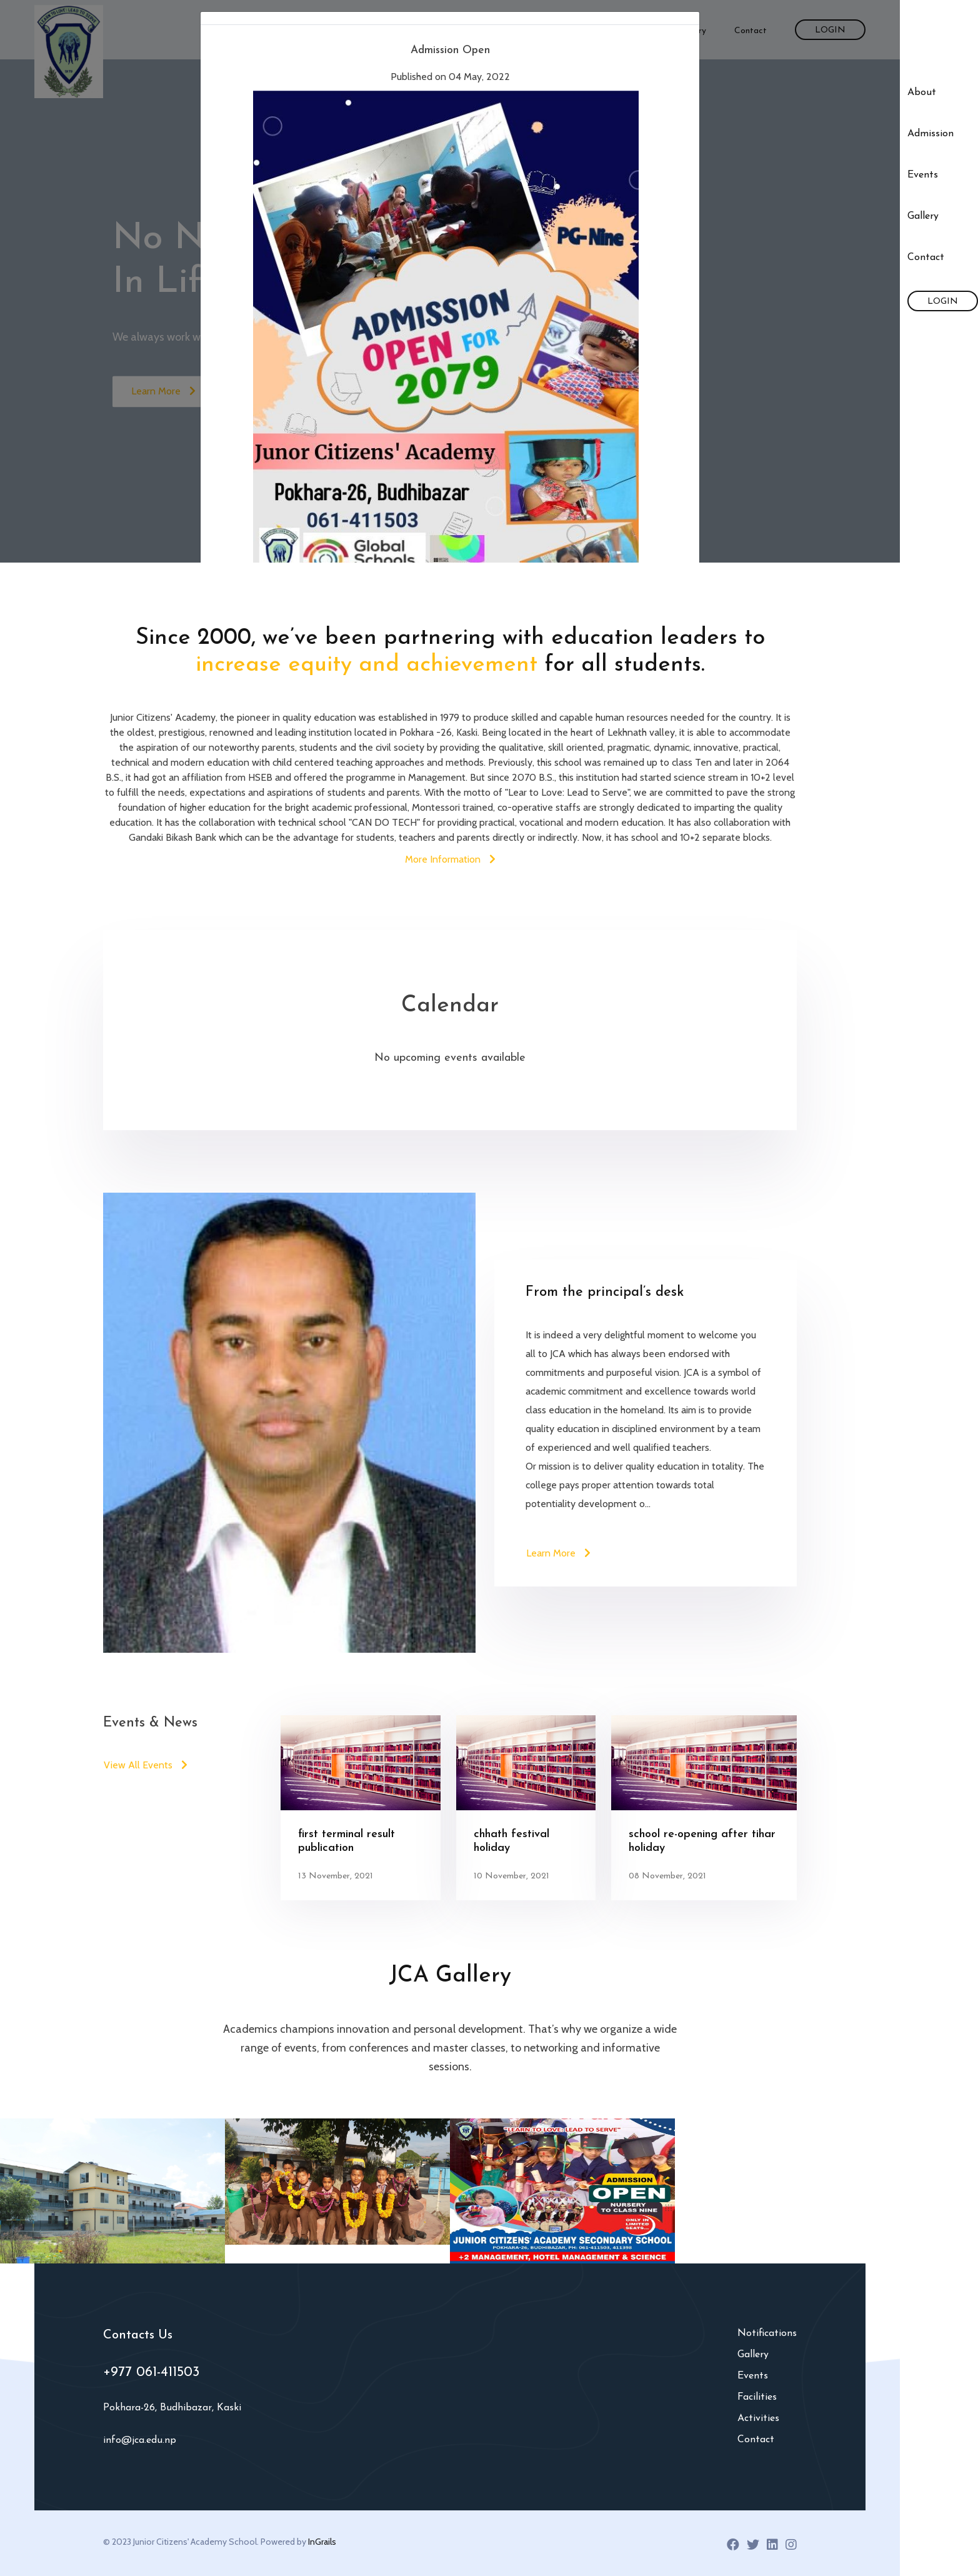 Contact
LOGIN
Admission Open
Published on 04 May, 2022
PG-Nine
ADMISSION
OPEN FOR
2079
Junor Citizens' Academy
Pokhara-26, Budhibazar
061-411503
Global
Schools
No N
In Lif
We always work w
Learn More
About
Admission
Events
Gallery
Contact
LOGIN
Since 2000, we've been partnering with education leaders to
increase equity and achievement for all students.
Junior Citizens' Academy, the pioneer in quality education was established in 1979 to produce skilled and capable human resources needed for the country. It is
the oldest, prestigious, renowned and leading institution located in Pokhara -26, Kaski. Being located in the heart of Lekhnath valley, it is able to accommodate
the aspiration of our noteworthy parents, students and the civil society by providing the qualitative, skill oriented, pragmatic, dynamic, innovative, practical,
technical and modern education with child centered teaching approaches and methods. Previously, this school was remained up to class Ten and later in 2064
B.S., it had got an affiliation from HSEB and offered the programme in Management. But since 2070 B.S., this institution had started science stream in 10+2 level
to fulfill the needs, expectations and aspirations of students and parents. With the motto of "Lear to Love: Lead to Serve", we are committed to pave the strong
foundation of higher education for the bright academic professional, Montessori trained, co-operative staffs are strongly dedicated to imparting the quality
education. It has the collaboration with technical school "CAN DO TECH" for providing practical, vocational and modern education. It has also collaboration with
Gandaki Bikash Bank which can be the advantage for students, teachers and parents directly or indirectly. Now, it has school and 10+2 separate blocks.
More Information
Calendar
No upcoming events available
From the principal's desk
It is indeed a very delightful moment to welcome you
all to JCA which has always been endorsed with
commitments and purposeful vision. JCA is a symbol of
academic commitment and excellence towards world
class education in the homeland. Its aim is to provide
quality education in disciplined environment by a team
of experienced and well qualified teachers.
Or mission is to deliver quality education in totality. The
college pays proper attention towards total
potentiality development o...
Learn More
Events & News
View All Events
first terminal result
publication
13 November, 2021
chhath festival
holiday
10 November, 2021
school re-opening after tihar
holiday
08 November, 2021
JCA Gallery
Academics champions innovation and personal development. That's why we organize a wide
range of events, from conferences and master classes, to networking and informative
sessions.
"LEARN TO LOVE, LEAD TO SERVE"
ADMISSION
OPEN
NURSERY
TO CLASS NINE
ONLY IN
LIMITED
SEATS
JUNIOR CITIZENS' ACADEMY SECONDARY SCHOOL
POKHARA-26, BUDHIBAZAR, PH: 061-411503, 411398
+2 MANAGEMENT, HOTEL MANAGEMENT & SCIENCE
Contacts Us
+977 061-411503
Pokhara-26, Budhibazar, Kaski
info@jca.edu.np
Notifications
Gallery
Events
Facilities
Activities
Contact
© 2023 Junior Citizens' Academy School. Powered by InGrails